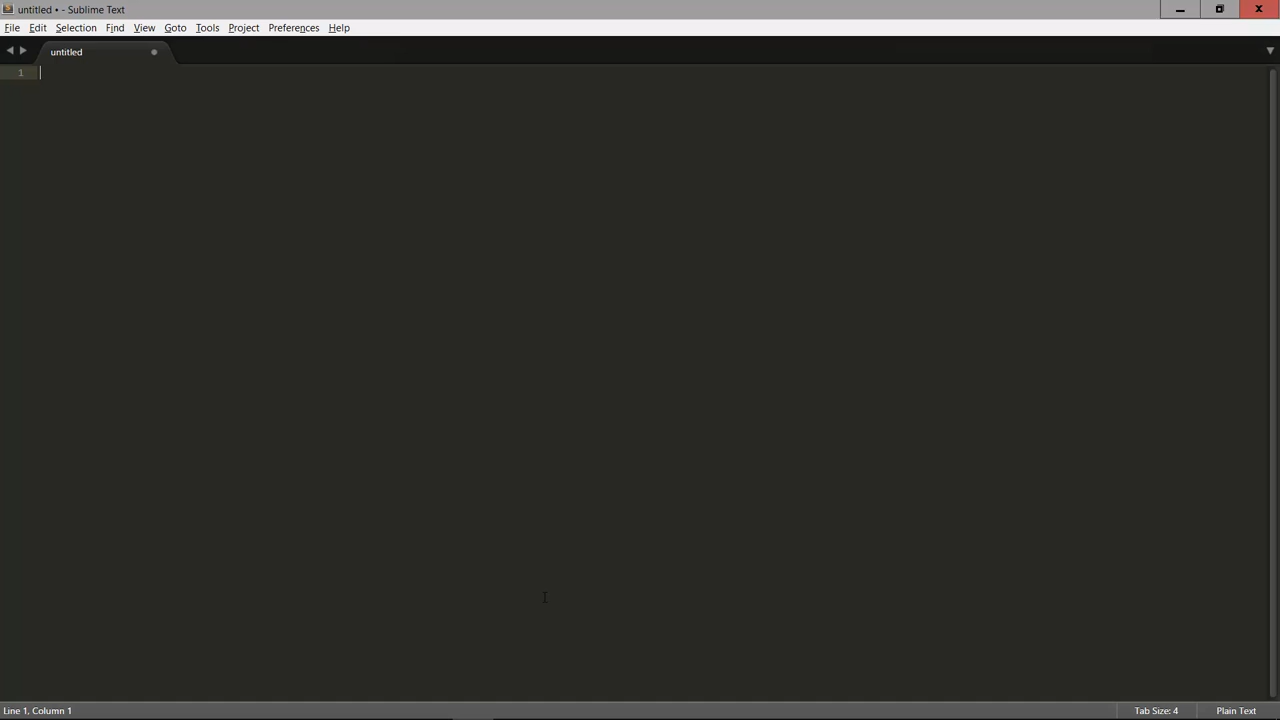 untitled • - Sublime Text
File Edit Selection Find View Goto Tools Project Preferences Help
untitled
1
Line 1, Column 1 Tab Size: 4 Plain Text